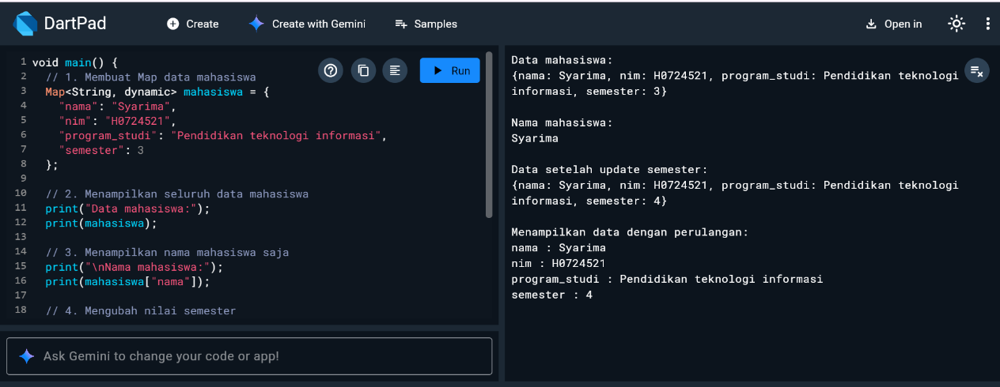 DartPad
Create
Create with Gemini
Samples
Open in
1 void main() {
2 // 1. Membuat Map data mahasiswa
3 Map<String, dynamic> mahasiswa = {
4 "nama": "Syarima",
5 "nim": "H0724521",
6 "program_studi": "Pendidikan teknologi informasi",
7 "semester": 3
8 };
9
10 // 2. Menampilkan seluruh data mahasiswa
11 print("Data mahasiswa:");
12 print(mahasiswa);
13
14 // 3. Menampilkan nama mahasiswa saja
15 print("\nNama mahasiswa:");
16 print(mahasiswa["nama"]);
17
18 // 4. Mengubah nilai semester
Run
Ask Gemini to change your code or app!
Data mahasiswa:
{nama: Syarima, nim: H0724521, program_studi: Pendidikan teknologi
informasi, semester: 3}
Nama mahasiswa:
Syarima
Data setelah update semester:
{nama: Syarima, nim: H0724521, program_studi: Pendidikan teknologi
informasi, semester: 4}
Menampilkan data dengan perulangan:
nama : Syarima
nim : H0724521
program_studi : Pendidikan teknologi informasi
semester : 4